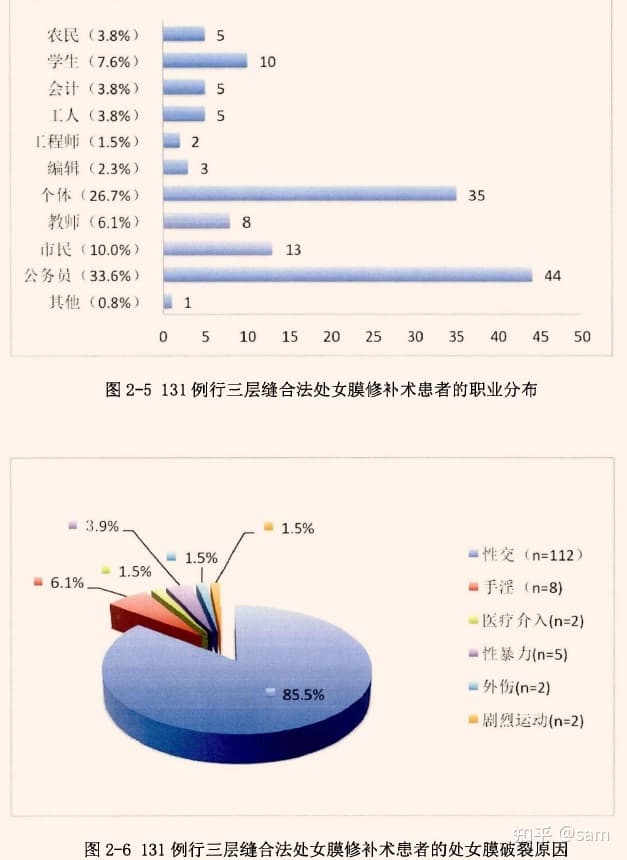 农民（3.8%） 5
学生（7.6%） 10
会计（3.8%） 5
工人（3.8%） 5
工程师（1.5%） 2
编辑（2.3%） 3
个体（26.7%） 35
教师（6.1%） 8
市民（10.0%） 13
公务员（33.6%） 44
其他（0.8%） 1
0 5 10 15 20 25 30 35 40 45 50
图 2-5 131 例行三层缝合法处女膜修补术患者的职业分布
3.9%
1.5%
1.5%
1.5%
6.1%
85.5%
性交（n=112）
手淫（n=8)
医疗介入(n=2)
性暴力(n=5)
外伤(n=2)
剧烈运动(n=2)
知乎 @sam
图 2-6 131 例行三层缝合法处女膜修补术患者的处女膜破裂原因